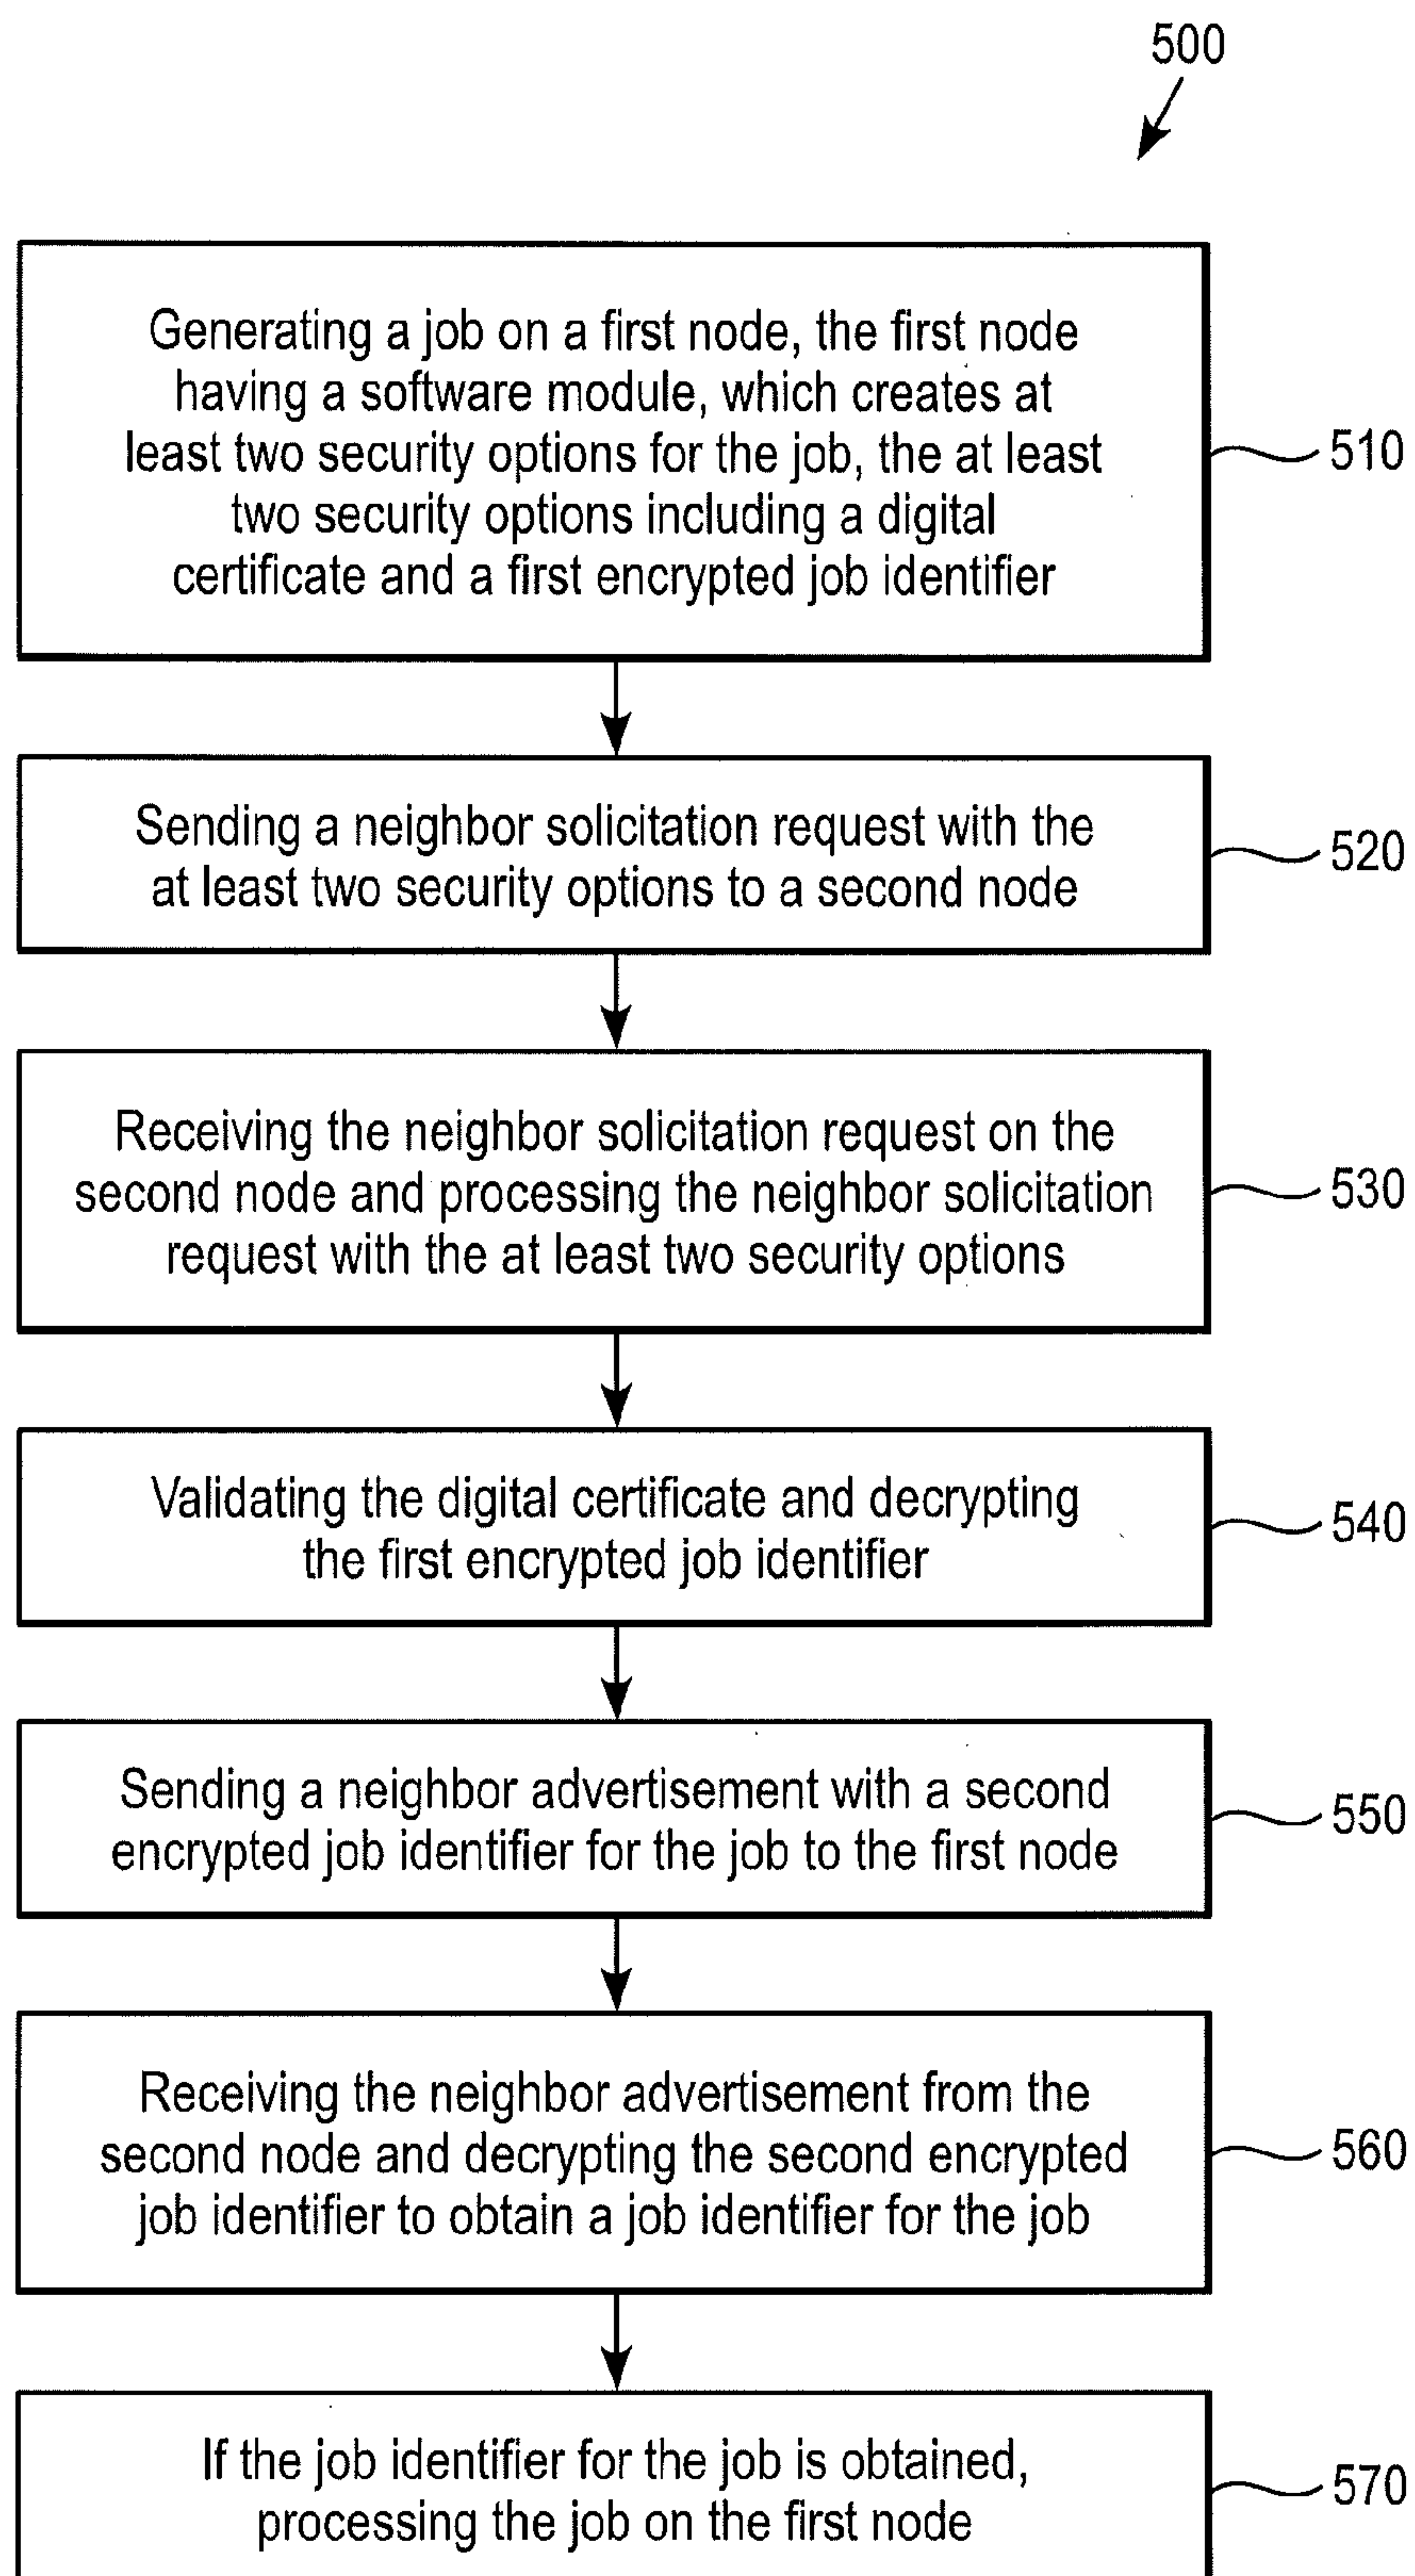 500
Generating a job on a first node, the first node
having a software module, which creates at
least two security options for the job, the at least
two security options including a digital
certificate and a first encrypted job identifier
510
Sending a neighbor solicitation request with the
at least two security options to a second node
520
Receiving the neighbor solicitation request on the
second node and processing the neighbor solicitation
request with the at least two security options
530
Validating the digital certificate and decrypting
the first encrypted job identifier
540
Sending a neighbor advertisement with a second
encrypted job identifier for the job to the first node
550
Receiving the neighbor advertisement from the
second node and decrypting the second encrypted
job identifier to obtain a job identifier for the job
560
If the job identifier for the job is obtained,
processing the job on the first node
570